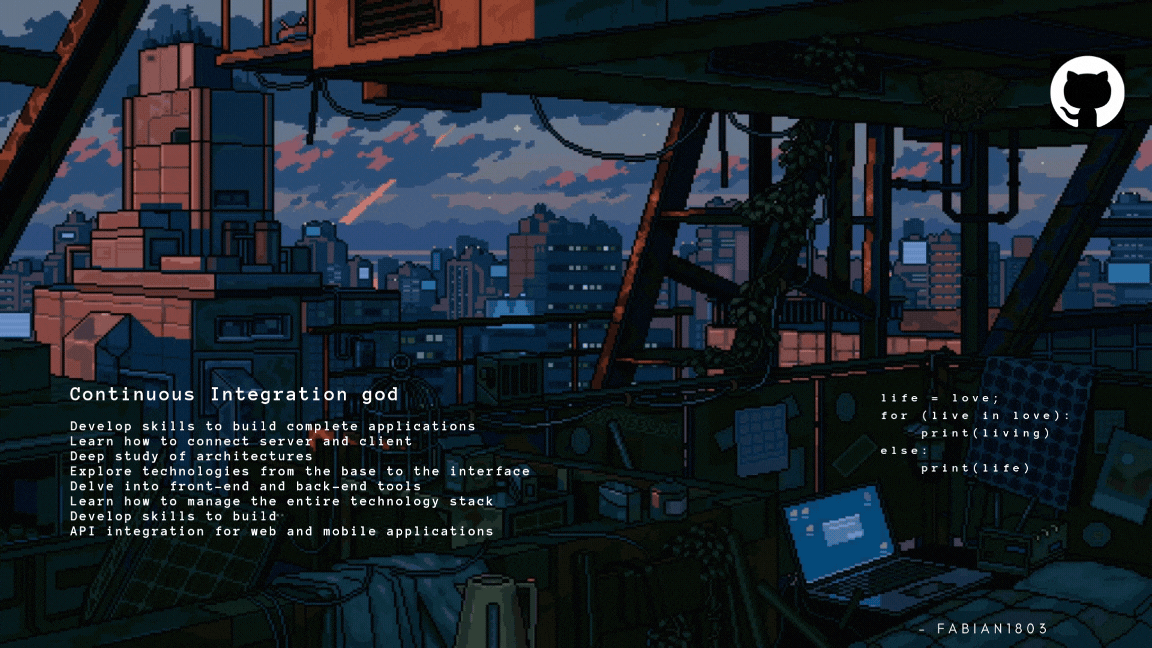 Continuous Integration god
Develop skills to build complete applications
Learn how to connect server and client
Deep study of architectures
Explore technologies from the base to the interface
Delve into front-end and back-end tools
Learn how to manage the entire technology stack
Develop skills to build
API integration for web and mobile applications
life = love;
for (live in love):
    print(living)
else:
    print(life)
- FABIAN1803